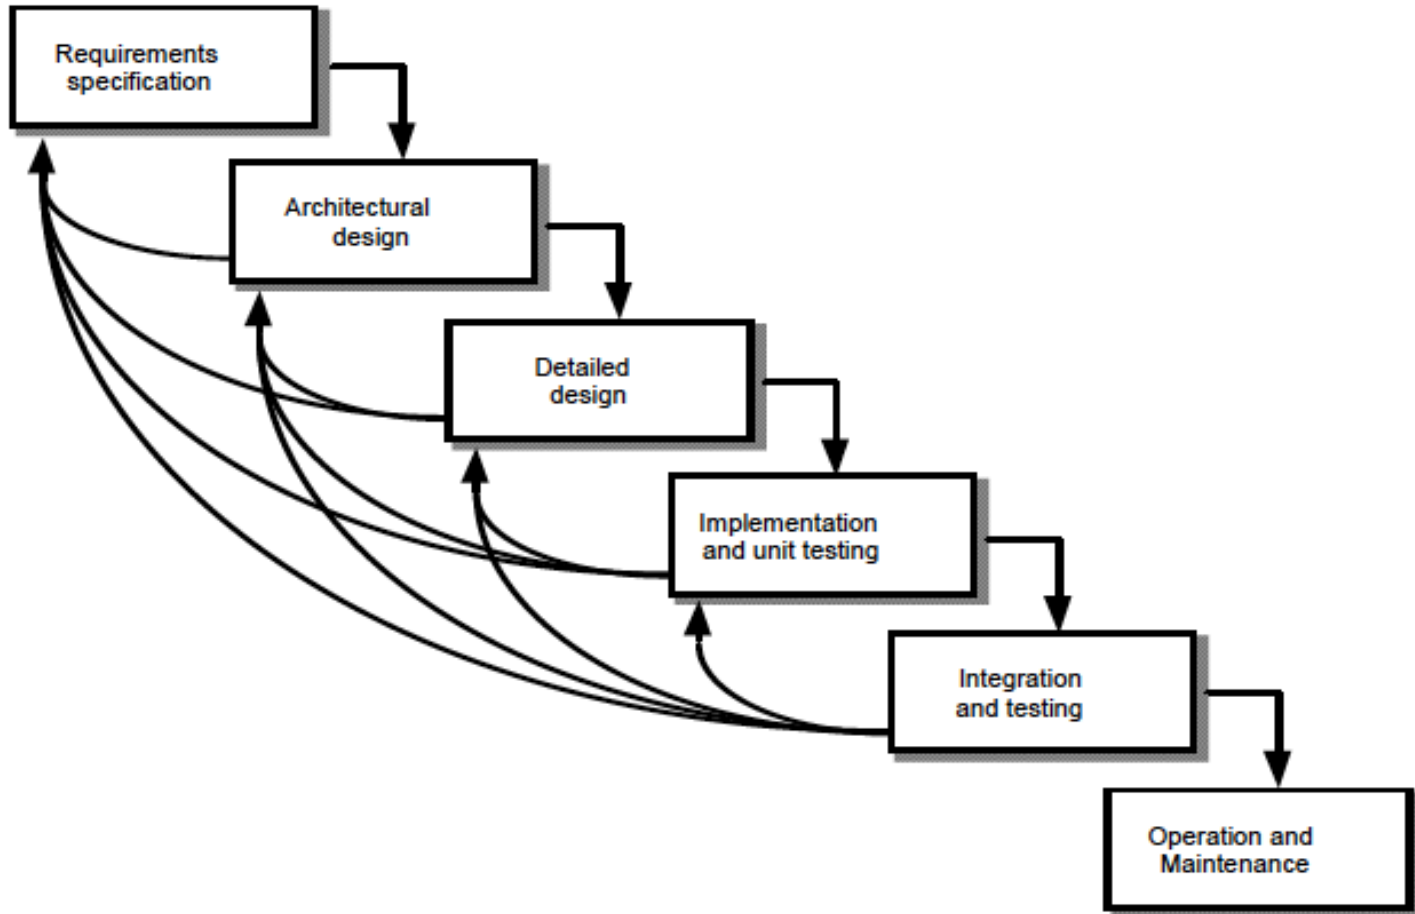 Requirements
specification
Architectural
design
Detailed
design
Implementation
and unit testing
Integration
and testing
Operation and
Maintenance